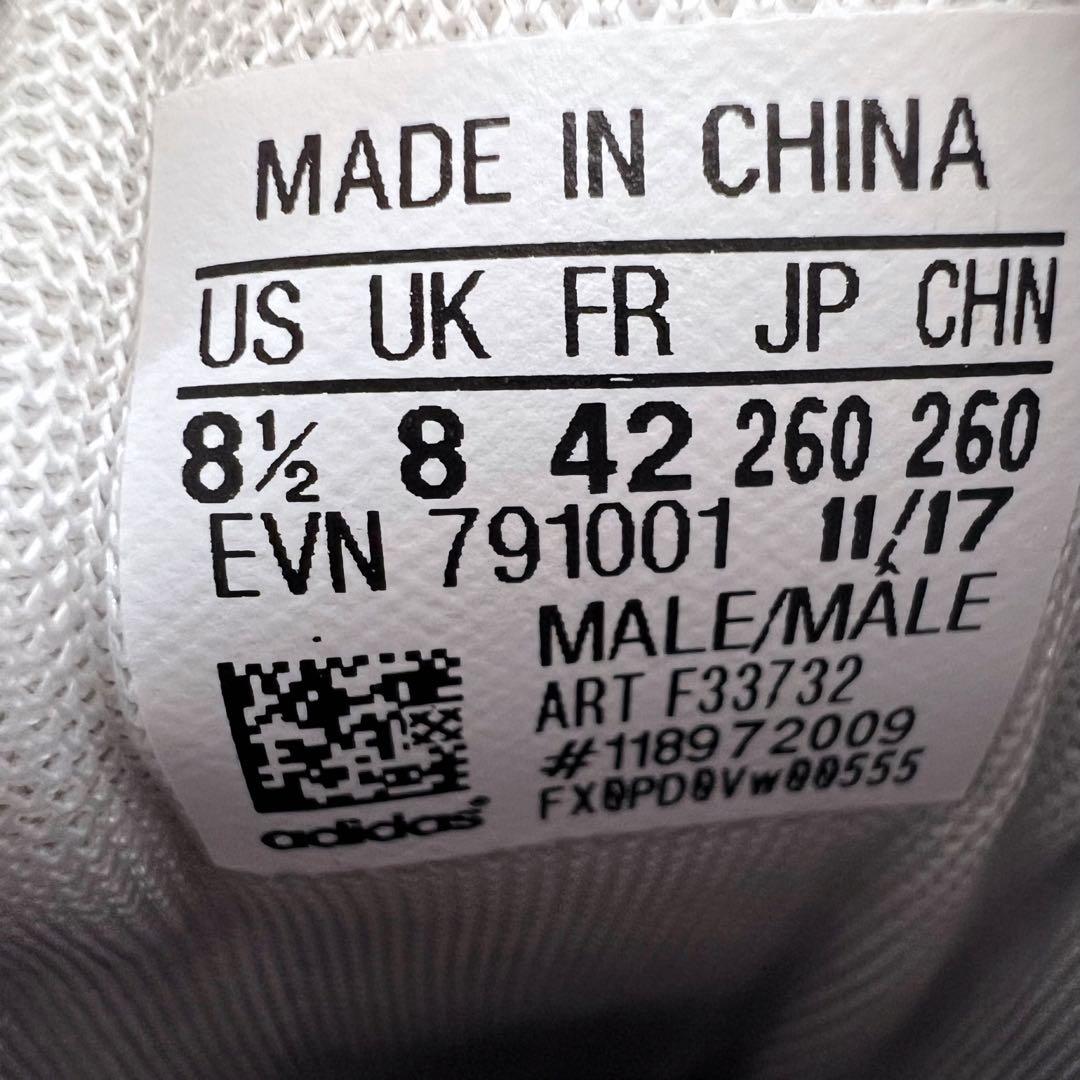 MADE IN CHINA
US UK FR JP CHN
8½ 8 42 260 260
EVN 791001 11/17
MALE/MÂLE
ART F33732
#118972009
FX0PD0Vw00555
adidas